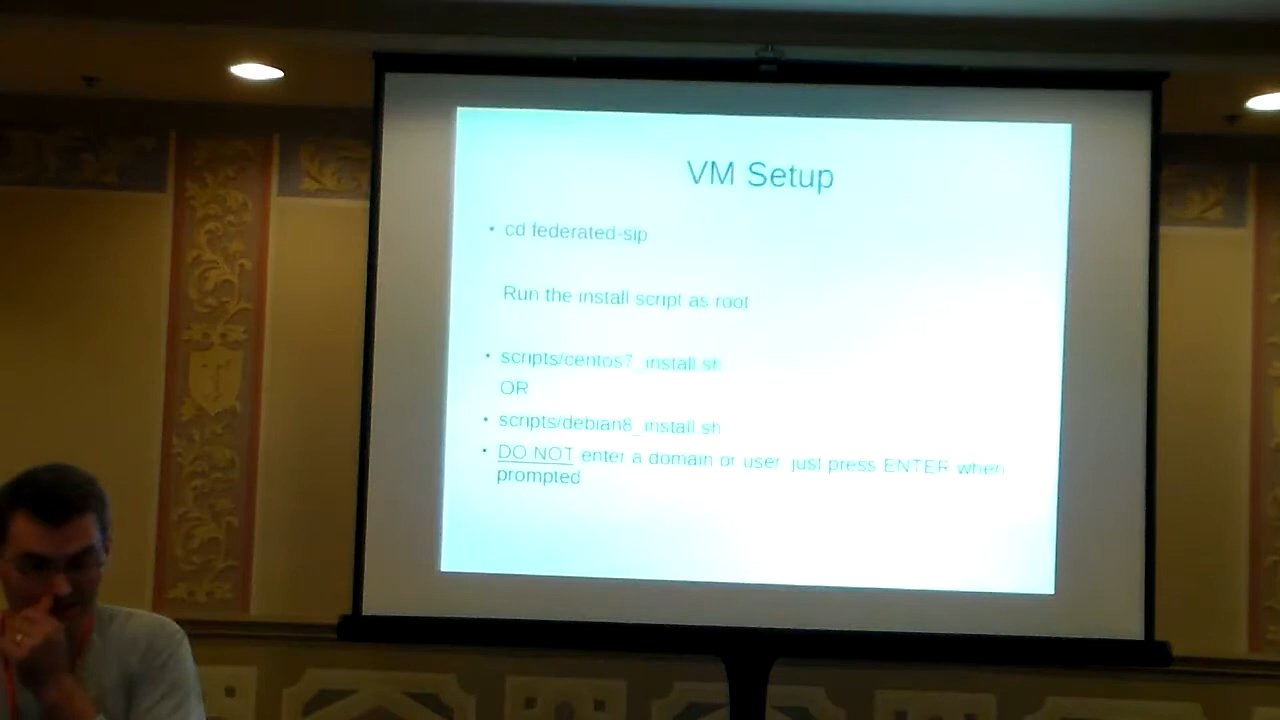 VM Setup
• cd federated-sip
Run the install script as root
• scripts/centos7_install.sh
OR
• scripts/debian8_install.sh
• DO NOT enter a domain or user just press ENTER when
prompted